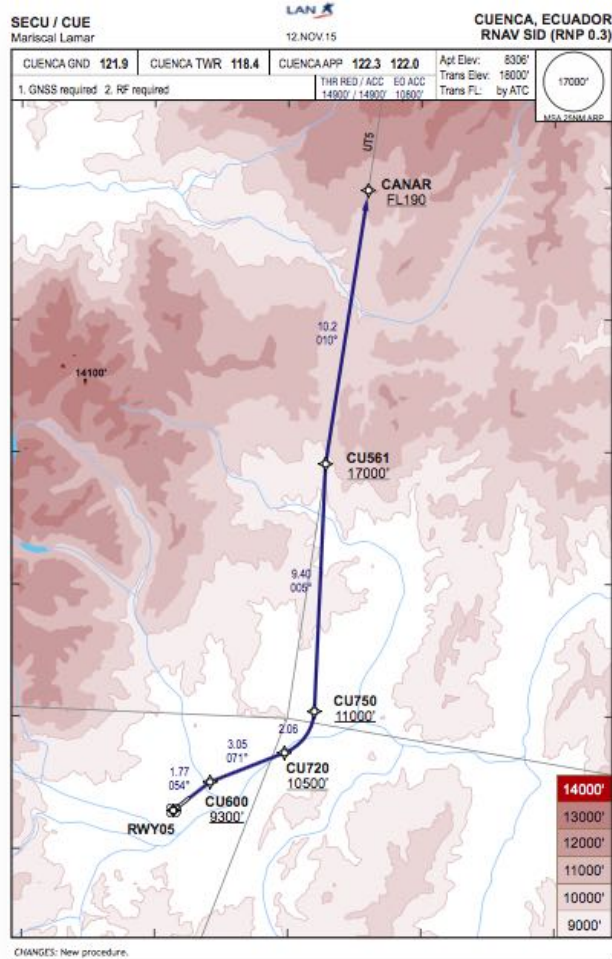 LAN
SECU / CUE
Mariscal Lamar
12.NOV.15
CUENCA, ECUADOR
RNAV SID (RNP 0.3)
CUENCA GND 121.9
CUENCA TWR 118.4
CUENCA APP 122.3 122.0
Apt Elev: 8306'
Trans Elev: 18000'
Trans FL: by ATC
1. GNSS required 2. RF required
THR RED / ACC EO ACC
14900' / 14900' 10800'
17000'
MSA 25NM ARP
UT5
CANAR
FL190
10.2
010°
14100'
CU561
17000'
9.40
005°
CU750
11000'
2.06
3.05
071°
CU720
10500'
1.77
054°
CU600
9300'
RWY05
14000'
13000'
12000'
11000'
10000'
9000'
CHANGES: New procedure.